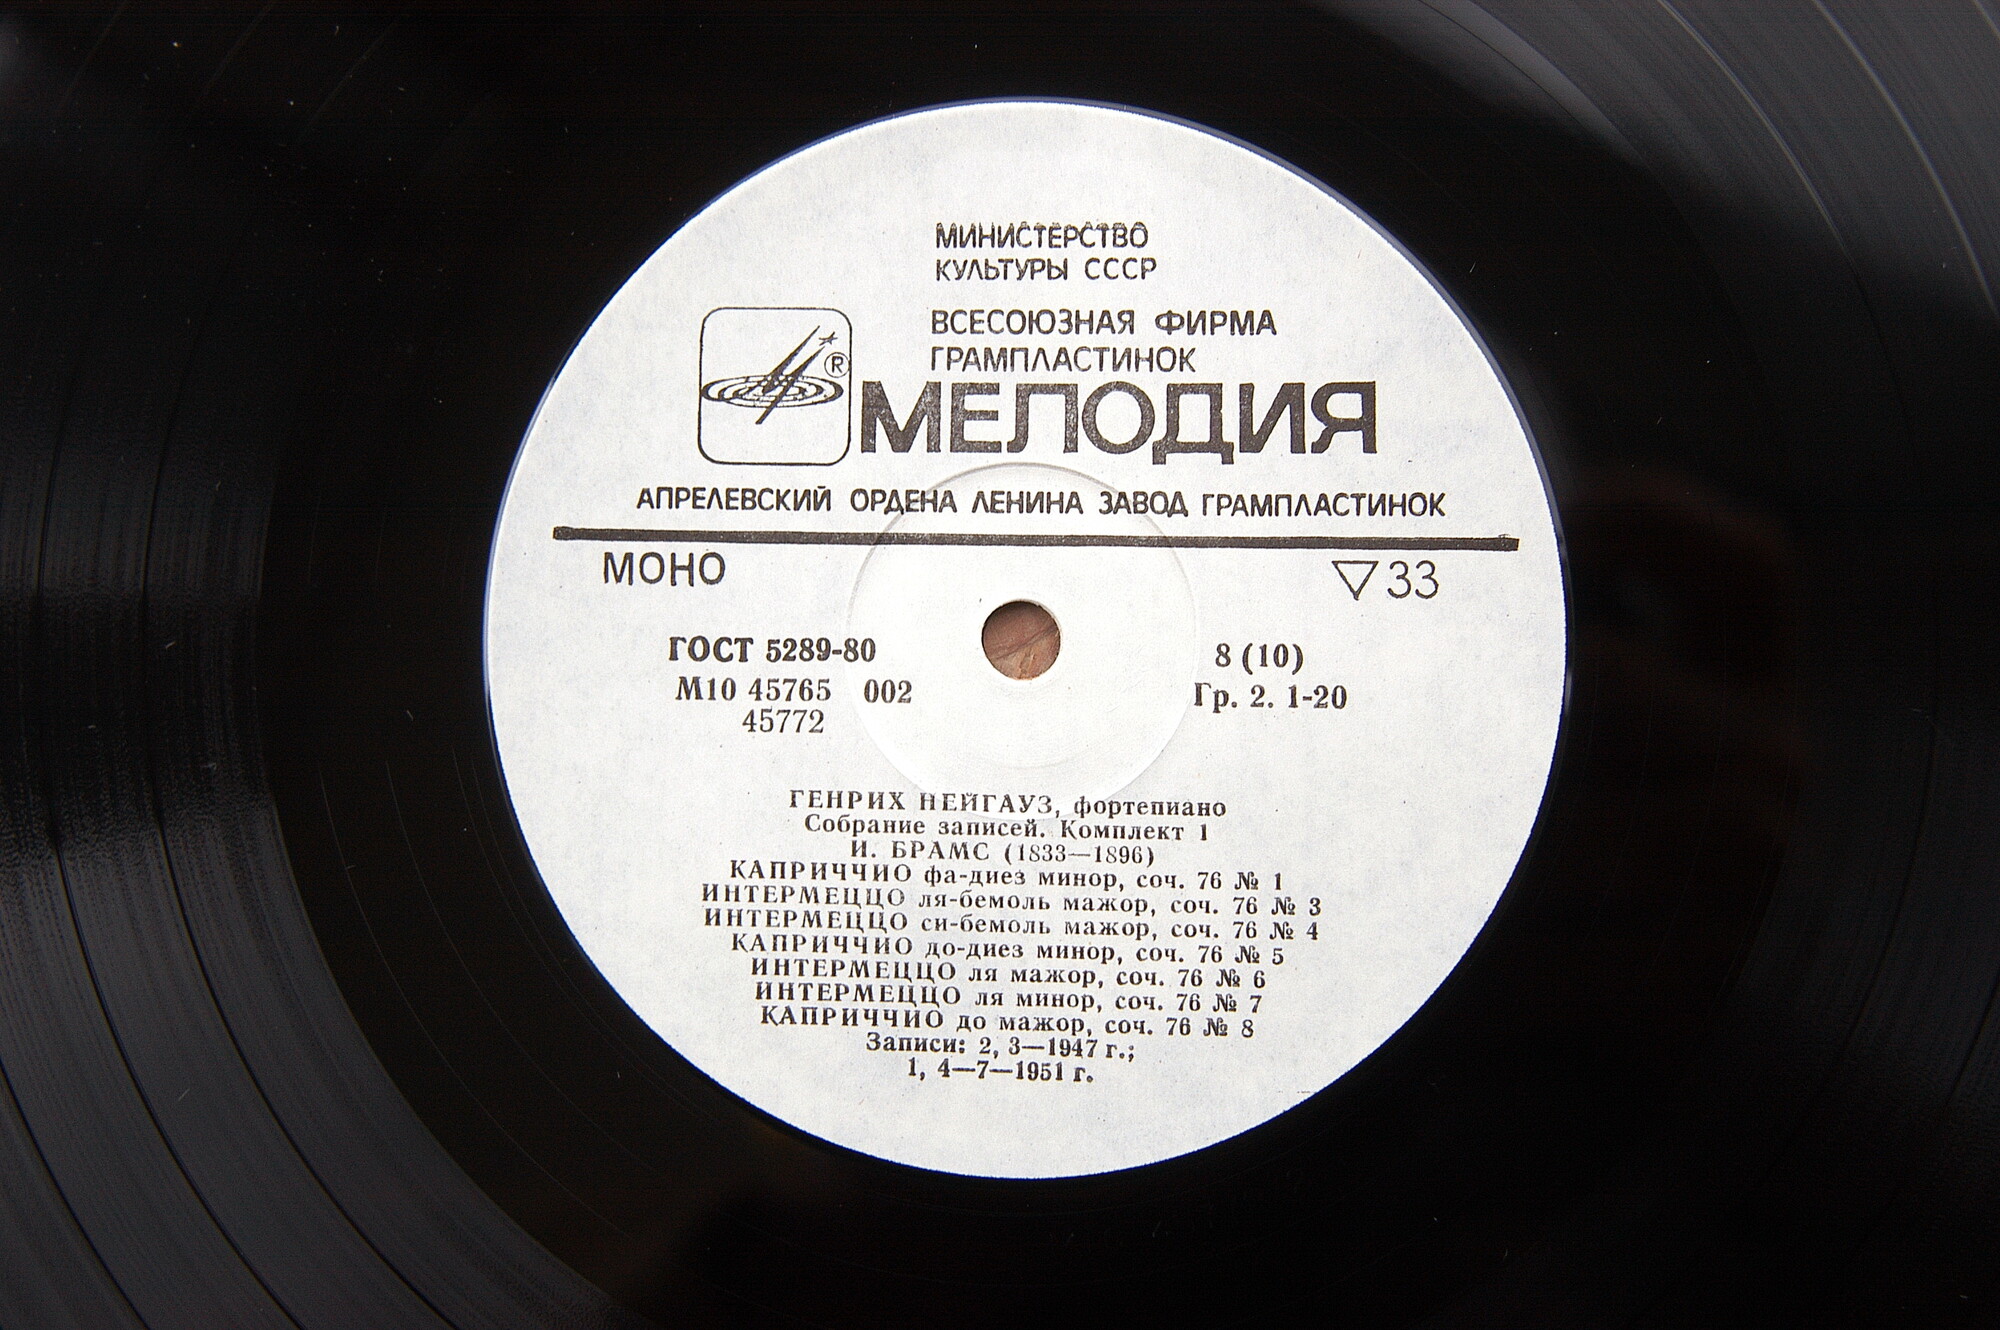 МИНИСТЕРСТВО
КУЛЬТУРЫ СССР
ВСЕСОЮЗНАЯ ФИРМА
ГРАМПЛАСТИНОК
®
МЕЛОДИЯ
АПРЕЛЕВСКИЙ ОРДЕНА ЛЕНИНА ЗАВОД ГРАМПЛАСТИНОК
МОНО ▽33
ГОСТ 5289-80 8 (10)
М10 45765 002 Гр. 2. 1-20
45772
ГЕНРИХ НЕЙГАУЗ, фортепиано
Собрание записей. Комплект 1
И. БРАМС (1833—1896)
КАПРИЧЧИО фа-диез минор, соч. 76 № 1
ИНТЕРМЕЦЦО ля-бемоль мажор, соч. 76 № 3
ИНТЕРМЕЦЦО си-бемоль мажор, соч. 76 № 4
КАПРИЧЧИО до-диез минор, соч. 76 № 5
ИНТЕРМЕЦЦО ля мажор, соч. 76 № 6
ИНТЕРМЕЦЦО ля минор, соч. 76 № 7
КАПРИЧЧИО до мажор, соч. 76 № 8
Записи: 2, 3—1947 г.;
1, 4—7—1951 г.